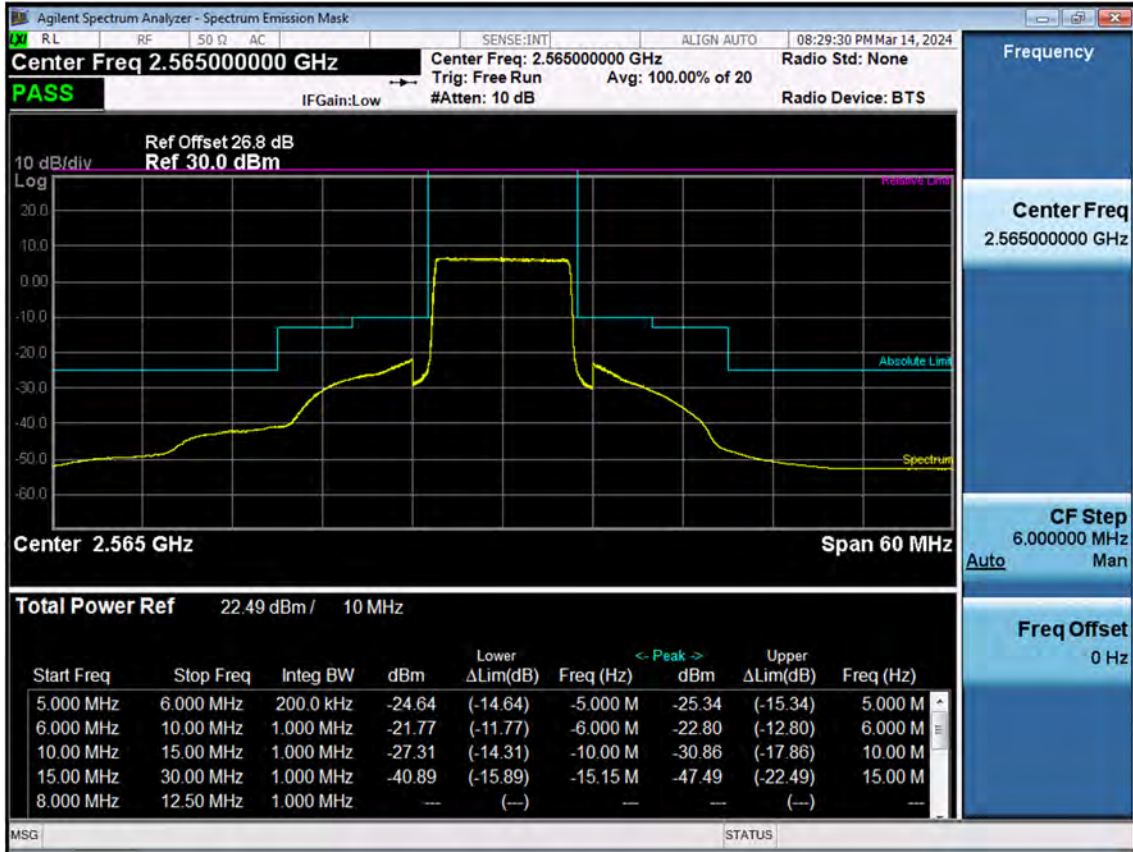 Agilent Spectrum Analyzer - Spectrum Emission Mask
LXI RL RF 50 Ω AC SENSE:INT ALIGN AUTO 08:29:30 PM Mar 14, 2024
Center Freq 2.565000000 GHz
Center Freq: 2.565000000 GHz Radio Std: None
Trig: Free Run Avg: 100.00% of 20
PASS IFGain:Low #Atten: 10 dB Radio Device: BTS
Ref Offset 26.8 dB
10 dB/div Ref 30.0 dBm
Log
Relative Limit
20.0
10.0
0.00
-10.0
-20.0
Absolute Limit
-30.0
-40.0
-50.0
Spectrum
-60.0
Center 2.565 GHz Span 60 MHz
Total Power Ref 22.49 dBm / 10 MHz
Lower <- Peak -> Upper
Start Freq Stop Freq Integ BW dBm ΔLim(dB) Freq (Hz) dBm ΔLim(dB) Freq (Hz)
5.000 MHz 6.000 MHz 200.0 kHz -24.64 (-14.64) -5.000 M -25.34 (-15.34) 5.000 M
6.000 MHz 10.00 MHz 1.000 MHz -21.77 (-11.77) -6.000 M -22.80 (-12.80) 6.000 M
10.00 MHz 15.00 MHz 1.000 MHz -27.31 (-14.31) -10.00 M -30.86 (-17.86) 10.00 M
15.00 MHz 30.00 MHz 1.000 MHz -40.89 (-15.89) -15.15 M -47.49 (-22.49) 15.00 M
8.000 MHz 12.50 MHz 1.000 MHz --- (---) --- --- (---) ---
MSG STATUS
Frequency
Center Freq
2.565000000 GHz
CF Step
6.000000 MHz
Auto Man
Freq Offset
0 Hz